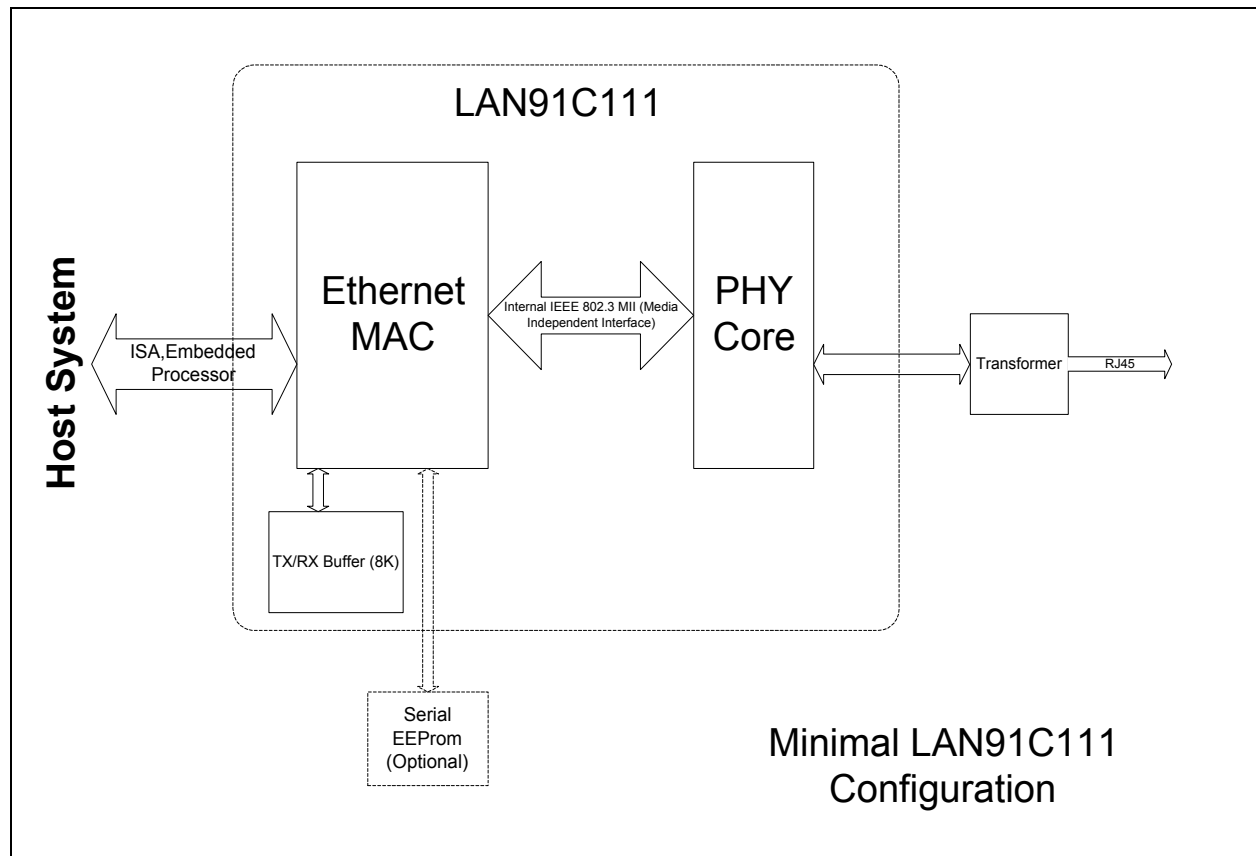 LAN91C111
Host System
ISA,Embedded
Processor
Ethernet
MAC
Internal IEEE 802.3 MII (Media
Independent Interface)
PHY
Core
Transformer
RJ45
TX/RX Buffer (8K)
Serial
EEProm
(Optional)
Minimal LAN91C111
Configuration